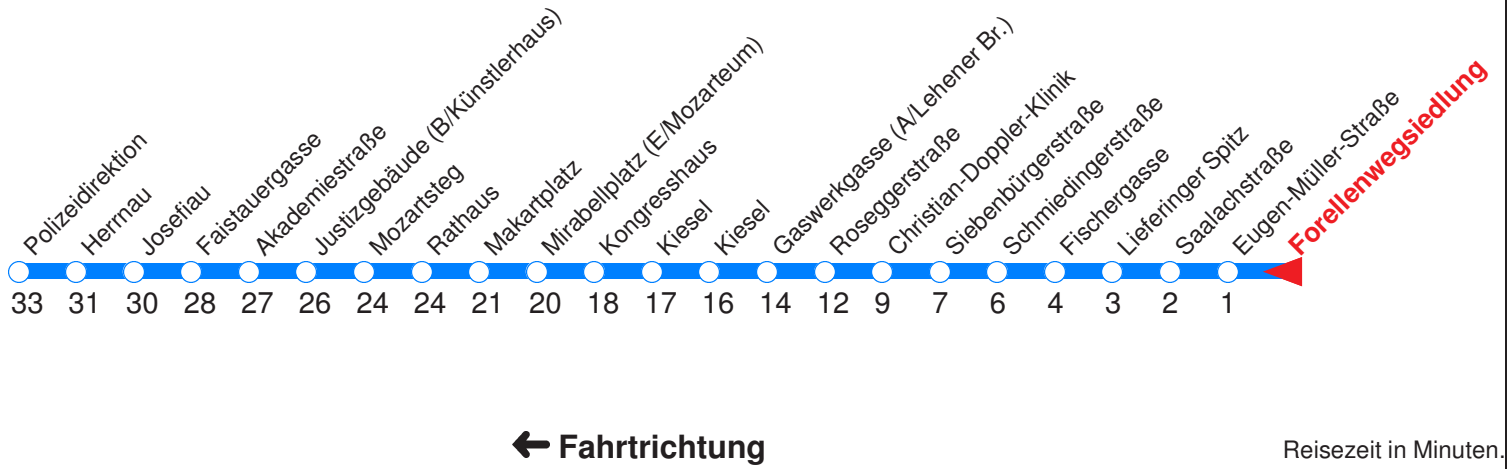 Polizeidirektion
Herrnau
Josefiau
Faistauergasse
Akademiestraße
Justizgebäude (B/Künstlerhaus)
Mozartsteg
Rathaus
Makartplatz
Mirabellplatz (E/Mozarteum)
Kongresshaus
Kiesel
Kiesel
Gaswerkgasse (A/Lehener Br.)
Roseggerstraße
Christian-Doppler-Klinik
Siebenbürgerstraße
Schmiedingerstraße
Fischergasse
Lieferinger Spitz
Saalachstraße
Eugen-Müller-Straße
Forellenwegsiedlung
33 31 30 28 27 26 24 24 21 20 18 17 16 14 12 9 7 6 4 3 2 1
← Fahrtrichtung
Reisezeit in Minuten.